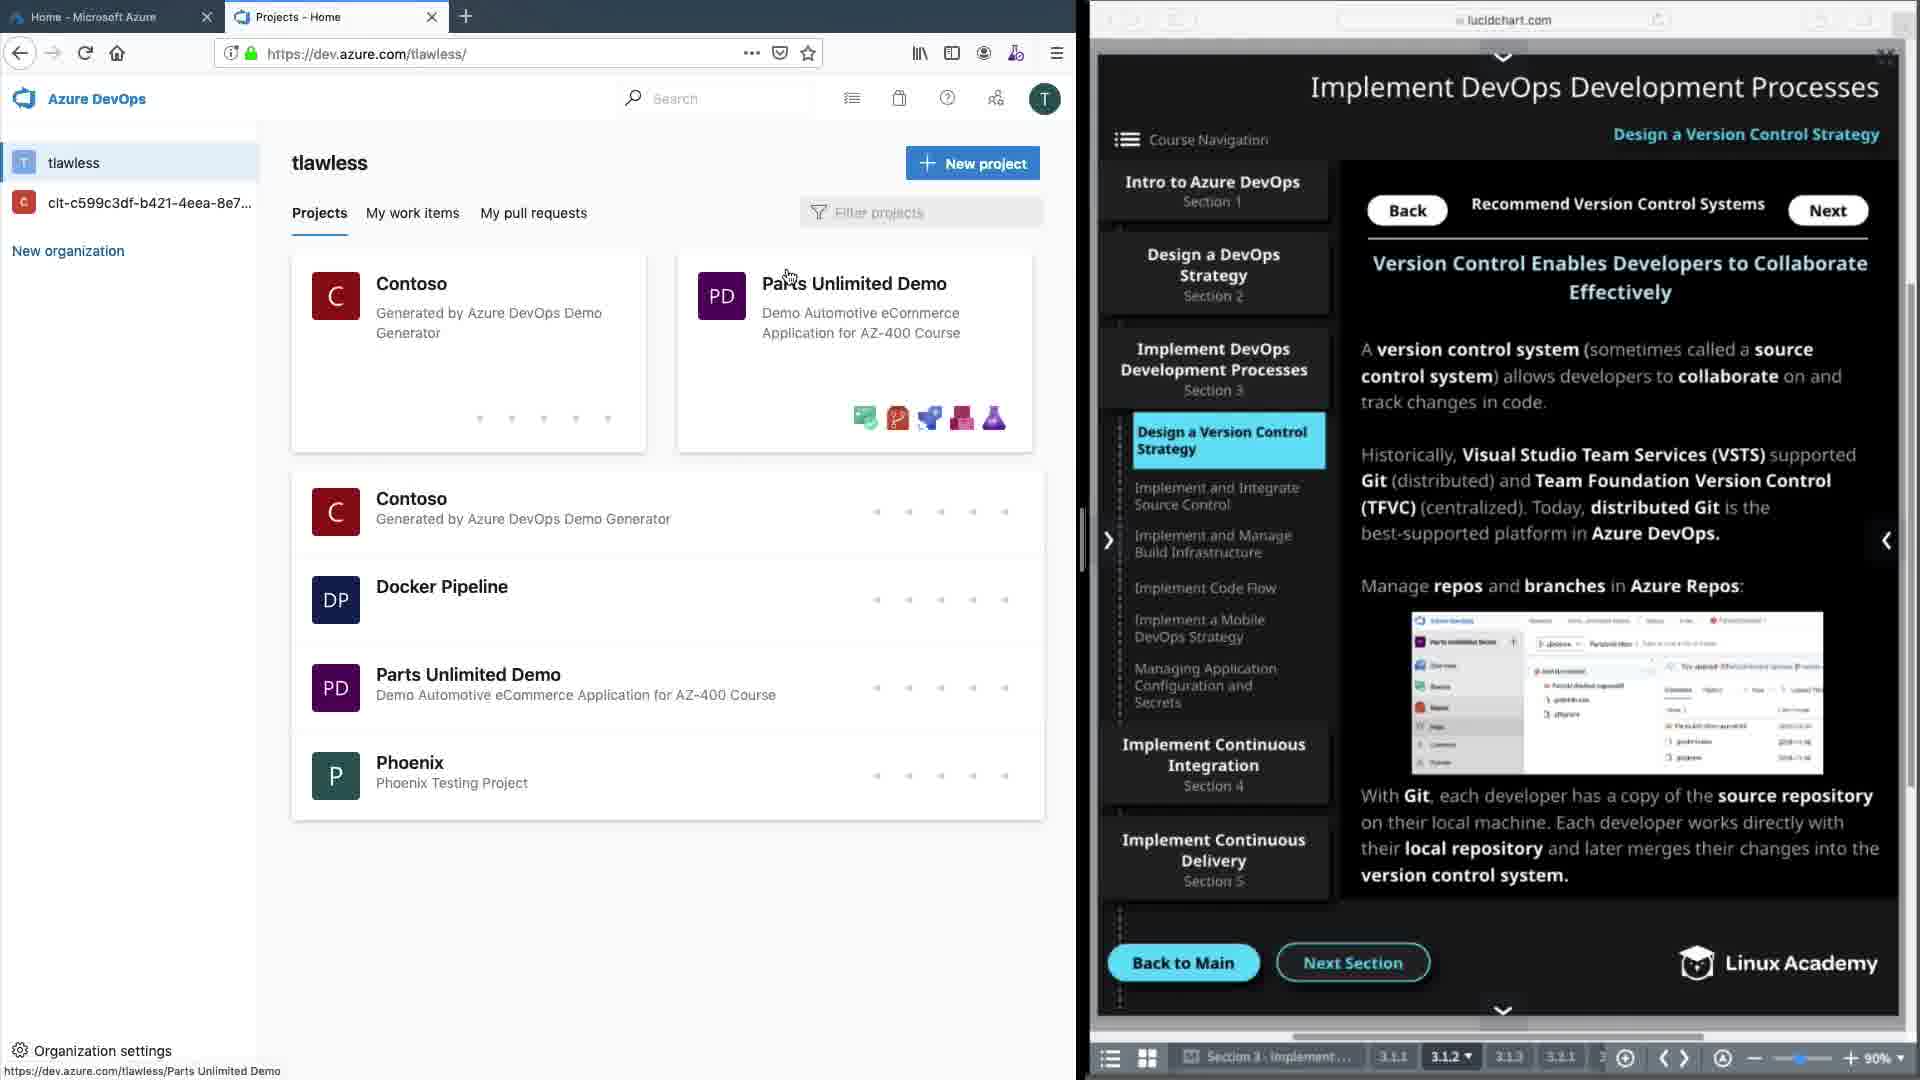 Home - Microsoft Azure
Projects - Home
https://dev.azure.com/tlawless/
Azure DevOps
Search
T
T
tlawless
C
clt-c599c3df-b421-4eea-8e7...
New organization
tlawless
New project
Projects
My work items
My pull requests
Filter projects
C
Contoso
Generated by Azure DevOps Demo
Generator
PD
Parts Unlimited Demo
Demo Automotive eCommerce
Application for AZ-400 Course
C
Contoso
Generated by Azure DevOps Demo Generator
DP
Docker Pipeline
PD
Parts Unlimited Demo
Demo Automotive eCommerce Application for AZ-400 Course
P
Phoenix
Phoenix Testing Project
Organization settings
https://dev.azure.com/tlawless/Parts Unlimited Demo
lucidchart.com
Implement DevOps Development Processes
Course Navigation
Design a Version Control Strategy
Intro to Azure DevOps
Section 1
Design a DevOps
Strategy
Section 2
Implement DevOps
Development Processes
Section 3
Design a Version Control
Strategy
Implement and Integrate
Source Control
Implement and Manage
Build Infrastructure
Implement Code Flow
Implement a Mobile
DevOps Strategy
Managing Application
Configuration and
Secrets
Implement Continuous
Integration
Section 4
Implement Continuous
Delivery
Section 5
Back
Recommend Version Control Systems
Next
Version Control Enables Developers to Collaborate
Effectively
A version control system (sometimes called a source
control system) allows developers to collaborate on and
track changes in code.
Historically, Visual Studio Team Services (VSTS) supported
Git (distributed) and Team Foundation Version Control
(TFVC) (centralized). Today, distributed Git is the
best-supported platform in Azure DevOps.
Manage repos and branches in Azure Repos:
With Git, each developer has a copy of the source repository
on their local machine. Each developer works directly with
their local repository and later merges their changes into the
version control system.
Back to Main
Next Section
Linux Academy
Section 3 - Implement ...
3.1.1
3.1.2
3.1.3
3.2.1
90%